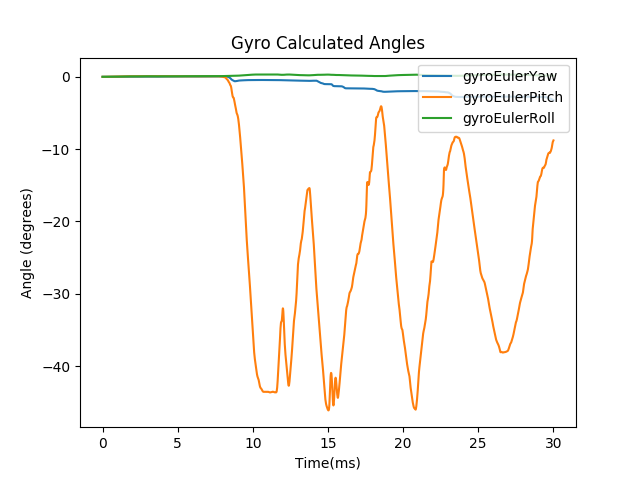 Gyro Calculated Angles
gyroEulerYaw
gyroEulerPitch
gyroEulerRoll
Angle (degrees)
0
−10
−20
−30
−40
0
5
10
15
20
25
30
Time(ms)